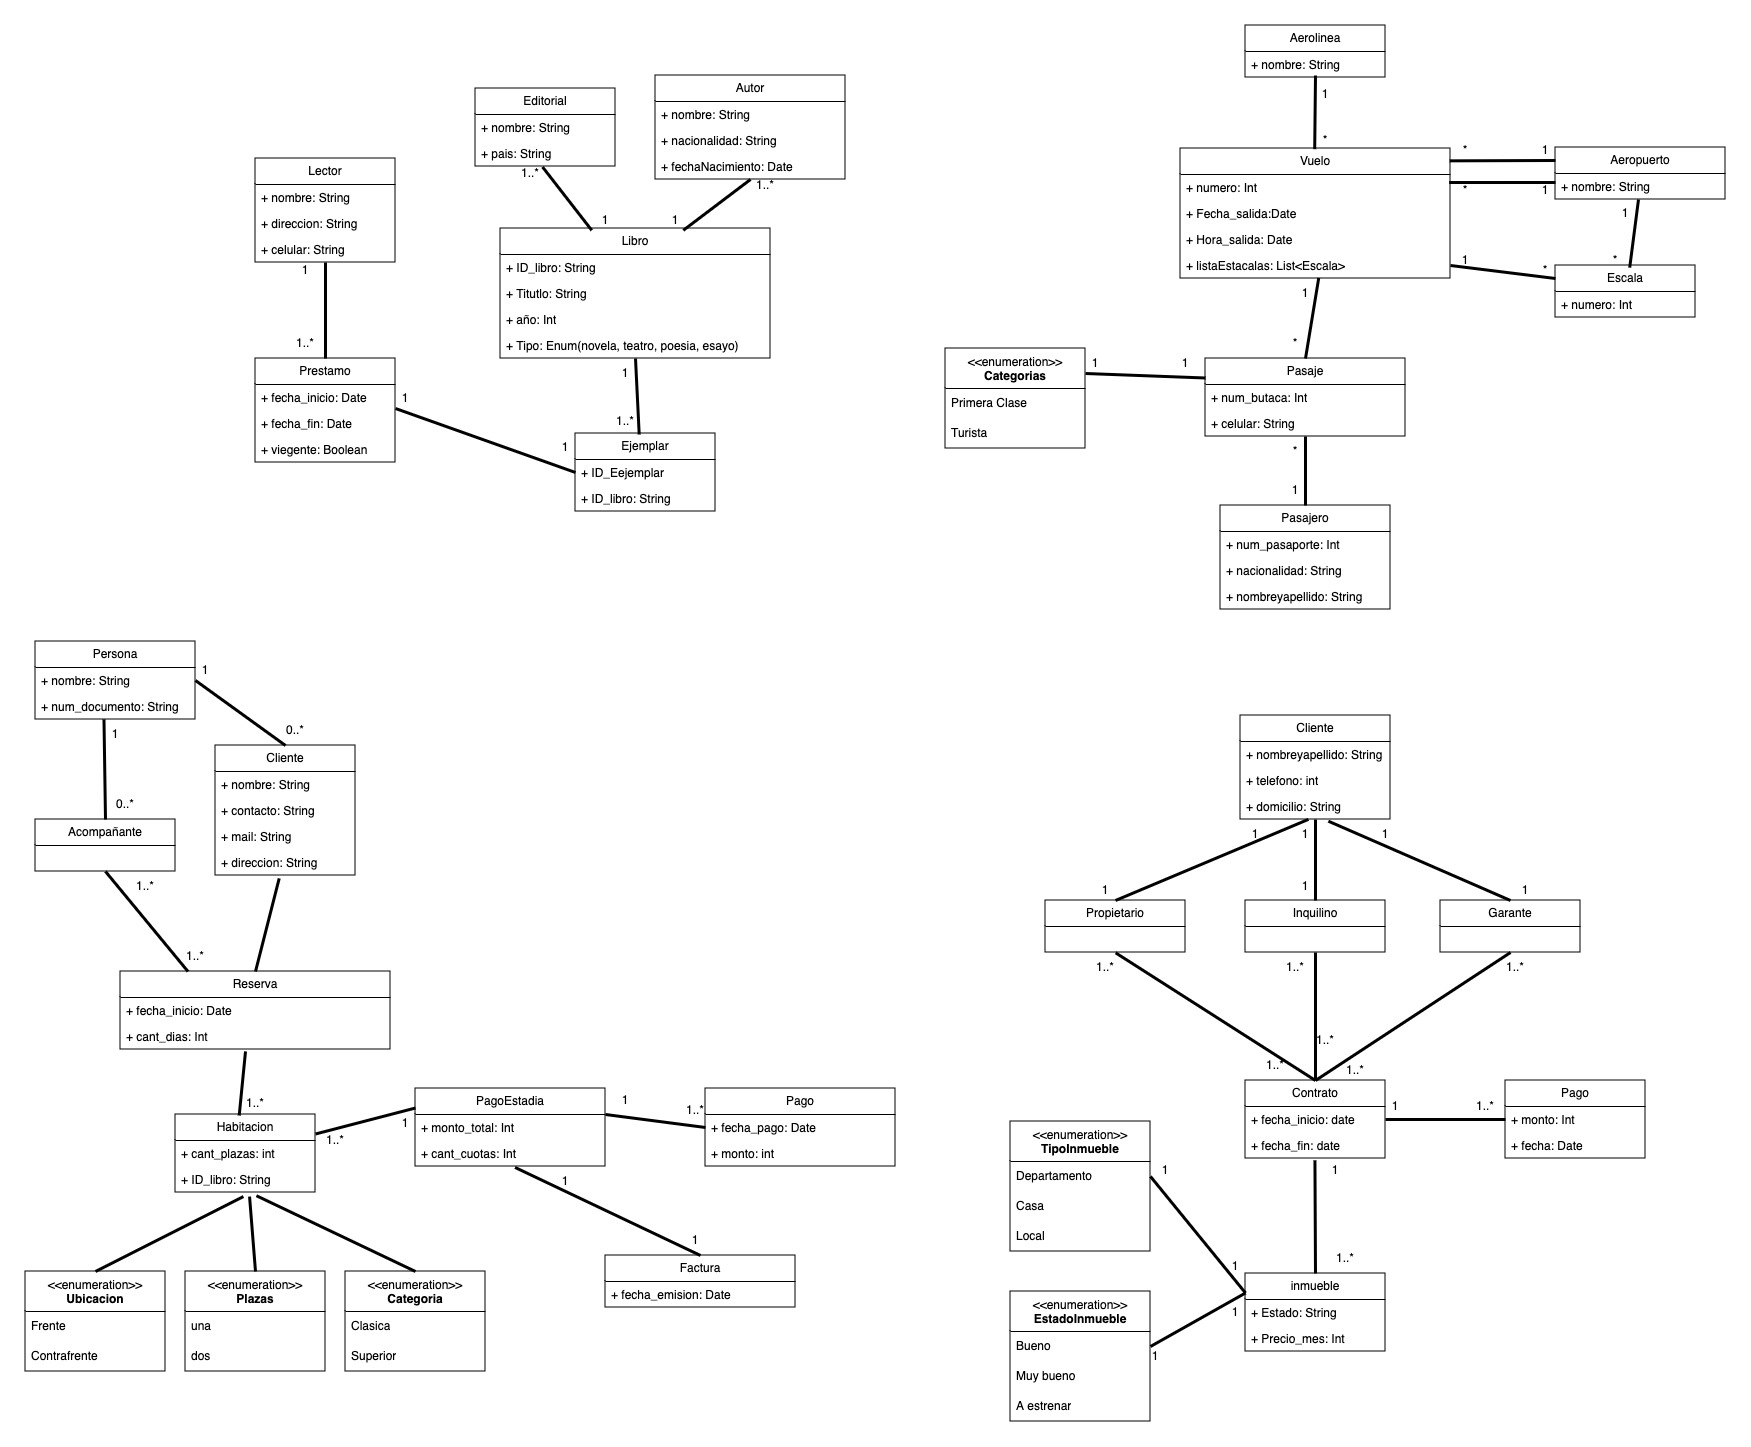 Editorial
+ nombre: String
+ pais: String
1..*
1
Autor
+ nombre: String
+ nacionalidad: String
+ fechaNacimiento: Date
1..*
1
Lector
+ nombre: String
+ direccion: String
+ celular: String
1
1..*
Libro
+ ID_libro: String
+ Titutlo: String
+ año: Int
+ Tipo: Enum(novela, teatro, poesia, esayo)
1
1..*
Prestamo
+ fecha_inicio: Date
+ fecha_fin: Date
+ viegente: Boolean
1
1
Ejemplar
+ ID_Eejemplar
+ ID_libro: String
Aerolinea
+ nombre: String
1
*
Vuelo
+ numero: Int
+ Fecha_salida:Date
+ Hora_salida: Date
+ listaEstacalas: List<Escala>
*
1
*
1
Aeropuerto
+ nombre: String
1
*
1
*
Escala
+ numero: Int
1
*
<<enumeration>>
Categorias
Primera Clase
Turista
1
1
Pasaje
+ num_butaca: Int
+ celular: String
*
1
Pasajero
+ num_pasaporte: Int
+ nacionalidad: String
+ nombreyapellido: String
Persona
+ nombre: String
+ num_documento: String
1
0..*
1
0..*
Cliente
+ nombre: String
+ contacto: String
+ mail: String
+ direccion: String
Acompañante
1..*
1..*
Reserva
+ fecha_inicio: Date
+ cant_dias: Int
1..*
Habitacion
+ cant_plazas: int
+ ID_libro: String
1..*
1
PagoEstadia
+ monto_total: Int
+ cant_cuotas: Int
1
1..*
Pago
+ fecha_pago: Date
+ monto: int
1
1
Factura
+ fecha_emision: Date
<<enumeration>>
Ubicacion
Frente
Contrafrente
<<enumeration>>
Plazas
una
dos
<<enumeration>>
Categoria
Clasica
Superior
Cliente
+ nombreyapellido: String
+ telefono: int
+ domicilio: String
1
1
1
1
1
1
Propietario
Inquilino
Garante
1..*
1..*
1..*
1..*
1..*
1..*
Contrato
+ fecha_inicio: date
+ fecha_fin: date
1
1..*
Pago
+ monto: Int
+ fecha: Date
1
1..*
<<enumeration>>
TipoInmueble
Departamento
Casa
Local
1
1
inmueble
+ Estado: String
+ Precio_mes: Int
1
1
<<enumeration>>
EstadoInmueble
Bueno
Muy bueno
A estrenar